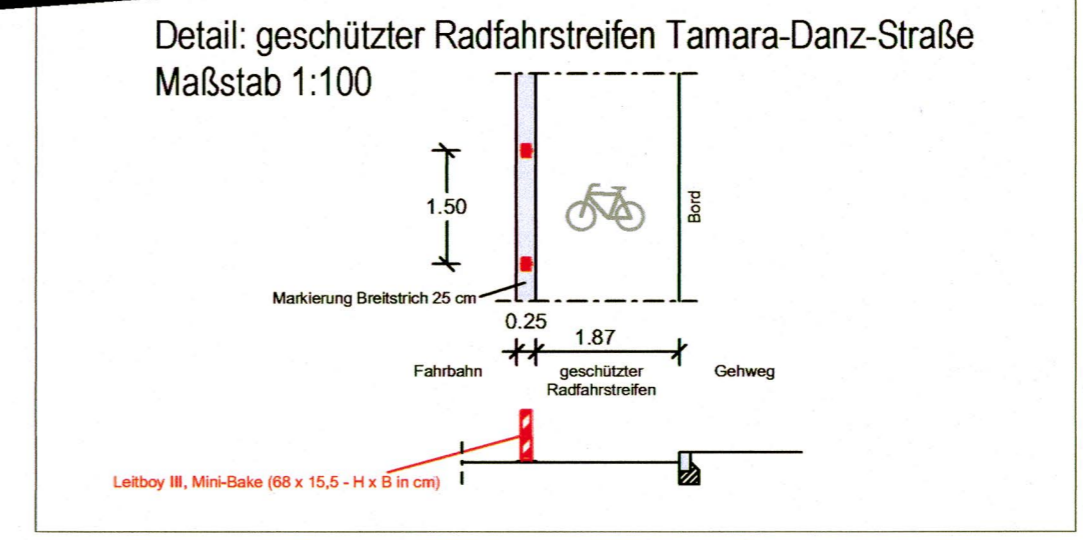 Detail: geschützter Radfahrstreifen Tamara-Danz-Straße
Maßstab 1:100
1.50
Bord
Markierung Breitstrich 25 cm
0.25
1.87
Fahrbahn
geschützter
Radfahrstreifen
Gehweg
Leitboy III, Mini-Bake (68 x 15,5 - H x B in cm)